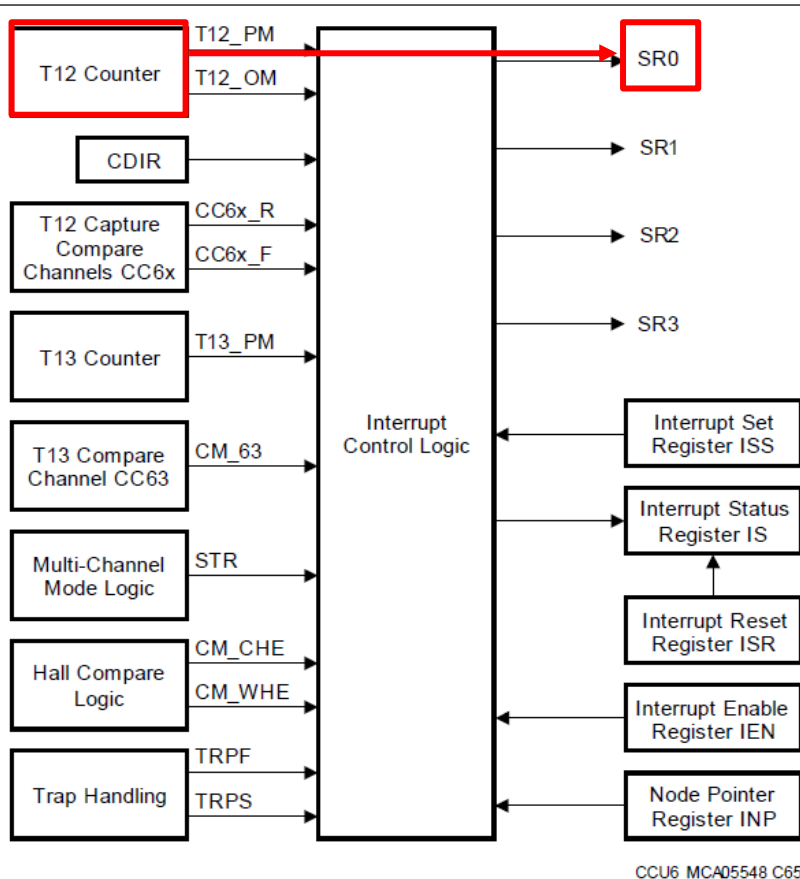 T12 Counter
T12_PM
T12_OM
CDIR
T12 Capture
Compare
Channels CC6x
CC6x_R
CC6x_F
T13 Counter
T13_PM
T13 Compare
Channel CC63
CM_63
Multi-Channel
Mode Logic
STR
Hall Compare
Logic
CM_CHE
CM_WHE
Trap Handling
TRPF
TRPS
Interrupt
Control Logic
SR0
SR1
SR2
SR3
Interrupt Set
Register ISS
Interrupt Status
Register IS
Interrupt Reset
Register ISR
Interrupt Enable
Register IEN
Node Pointer
Register INP
CCU6 MCA05548 C65